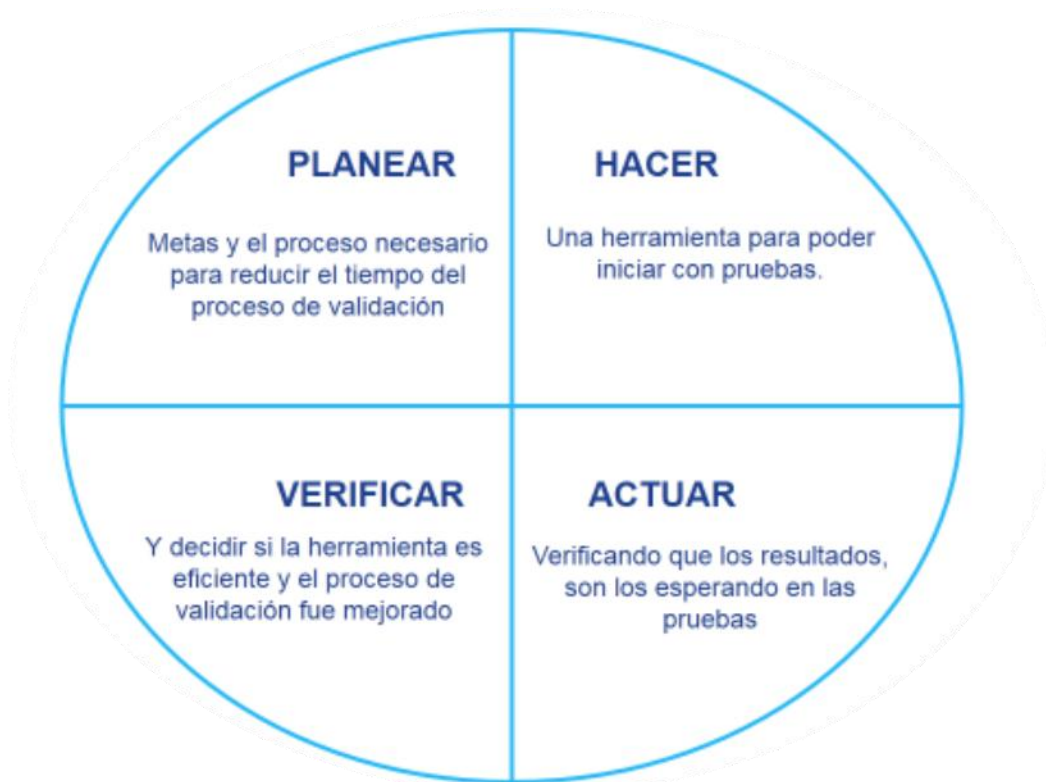 PLANEAR
Metas y el proceso necesario
para reducir el tiempo del
proceso de validación
HACER
Una herramienta para poder
iniciar con pruebas.
VERIFICAR
Y decidir si la herramienta es
eficiente y el proceso de
validación fue mejorado
ACTUAR
Verificando que los resultados,
son los esperando en las
pruebas